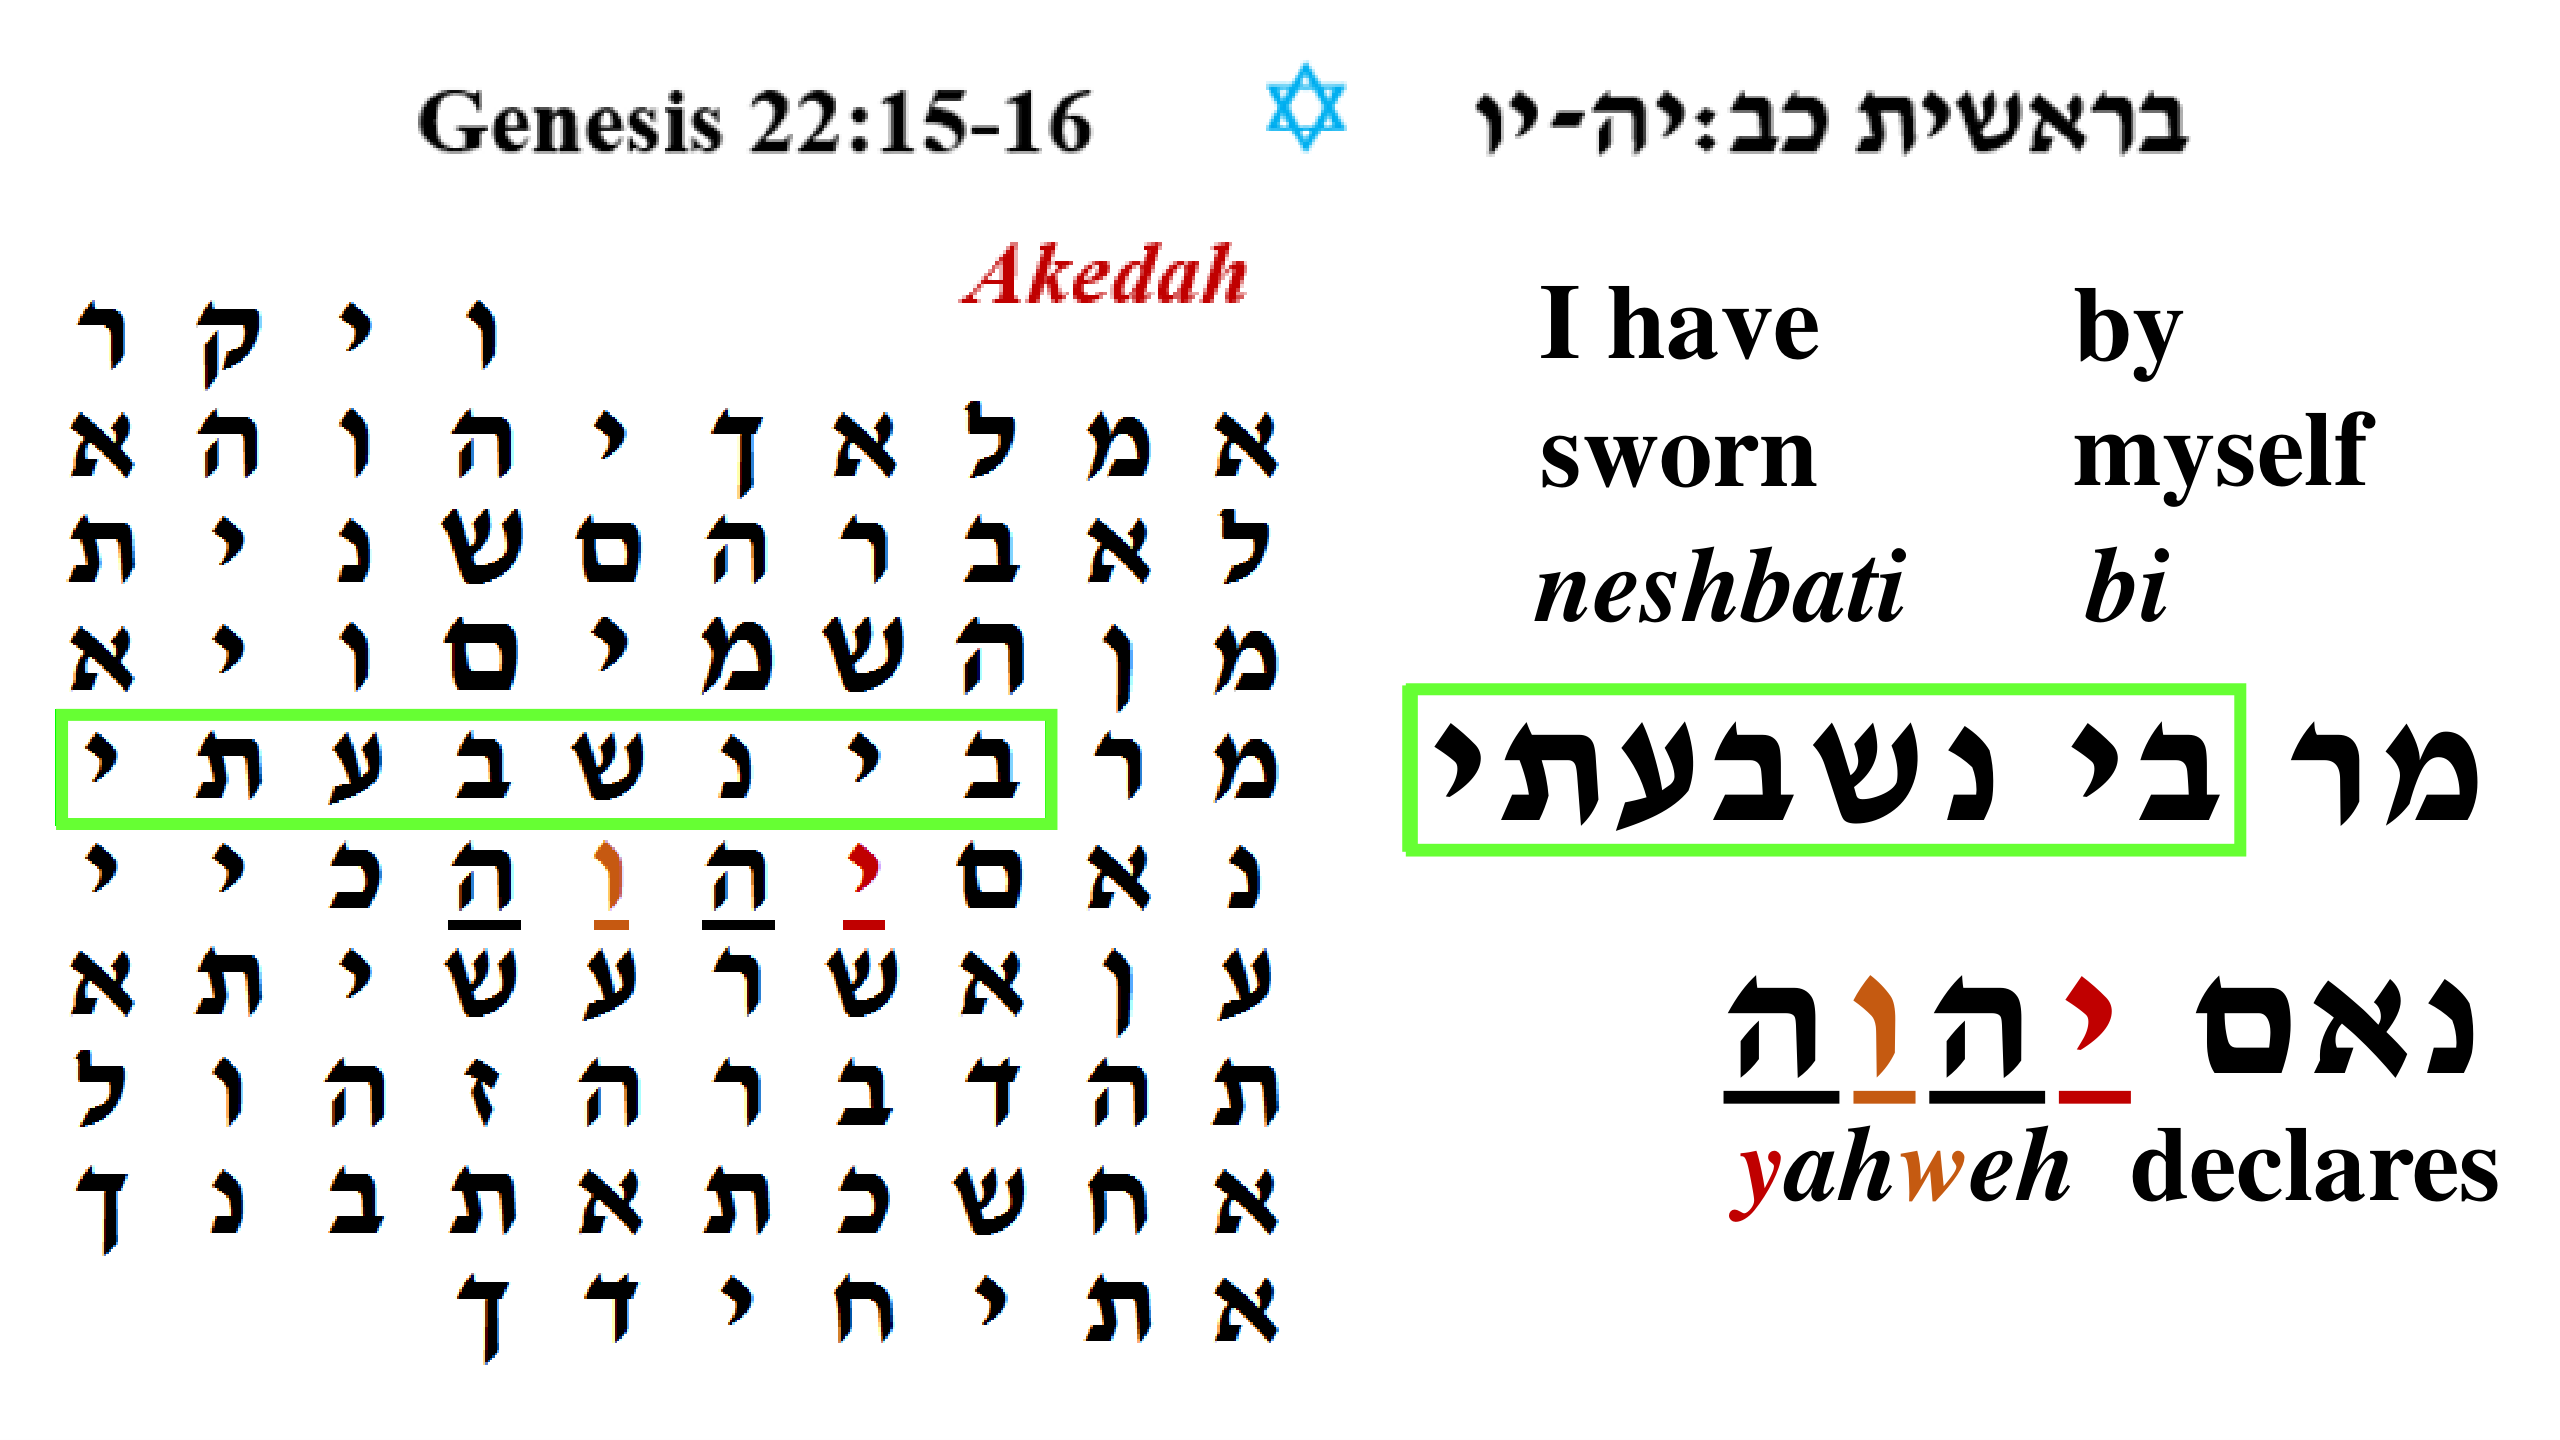 Genesis 22:15-16 ✡ בראשית כב:יה-יו
Akedah
ו י ק ר
א מ ל א ך י ה ו ה א
ל א ב ר ה ם ש נ י ת
מ ן ה ש מ י ם ו י א
מ ר ב י נ ש ב ע ת י
נ א ם י ה ו ה כ י י
ע ן א ש ר ע ש י ת א
ת ה ד ב ר ה ז ה ו ל
א ח ש כ ת א ת ב נ ך
א ת י ח י ד ך
I have by
sworn myself
neshbati bi
מר בי נשבעתי
נאם יהוה
yahweh declares